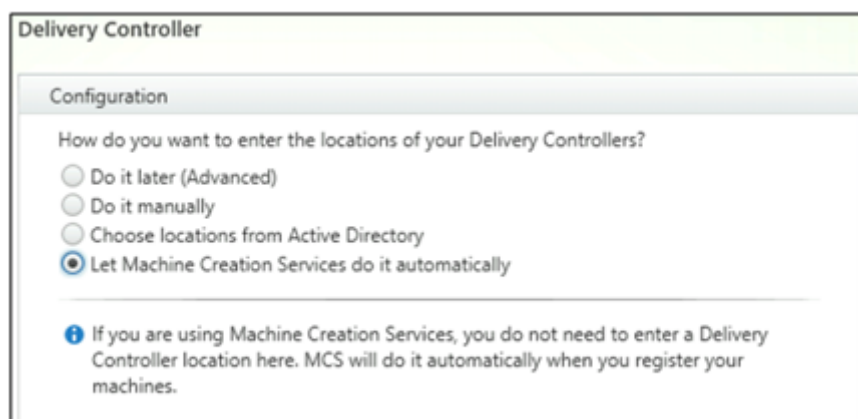 Delivery Controller
Configuration
How do you want to enter the locations of your Delivery Controllers?
Do it later (Advanced)
Do it manually
Choose locations from Active Directory
Let Machine Creation Services do it automatically
If you are using Machine Creation Services, you do not need to enter a Delivery
Controller location here. MCS will do it automatically when you register your
machines.